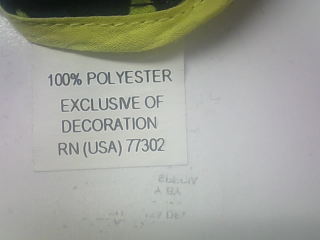 100% POLYESTER
EXCLUSIVE OF
DECORATION
RN (USA) 77302